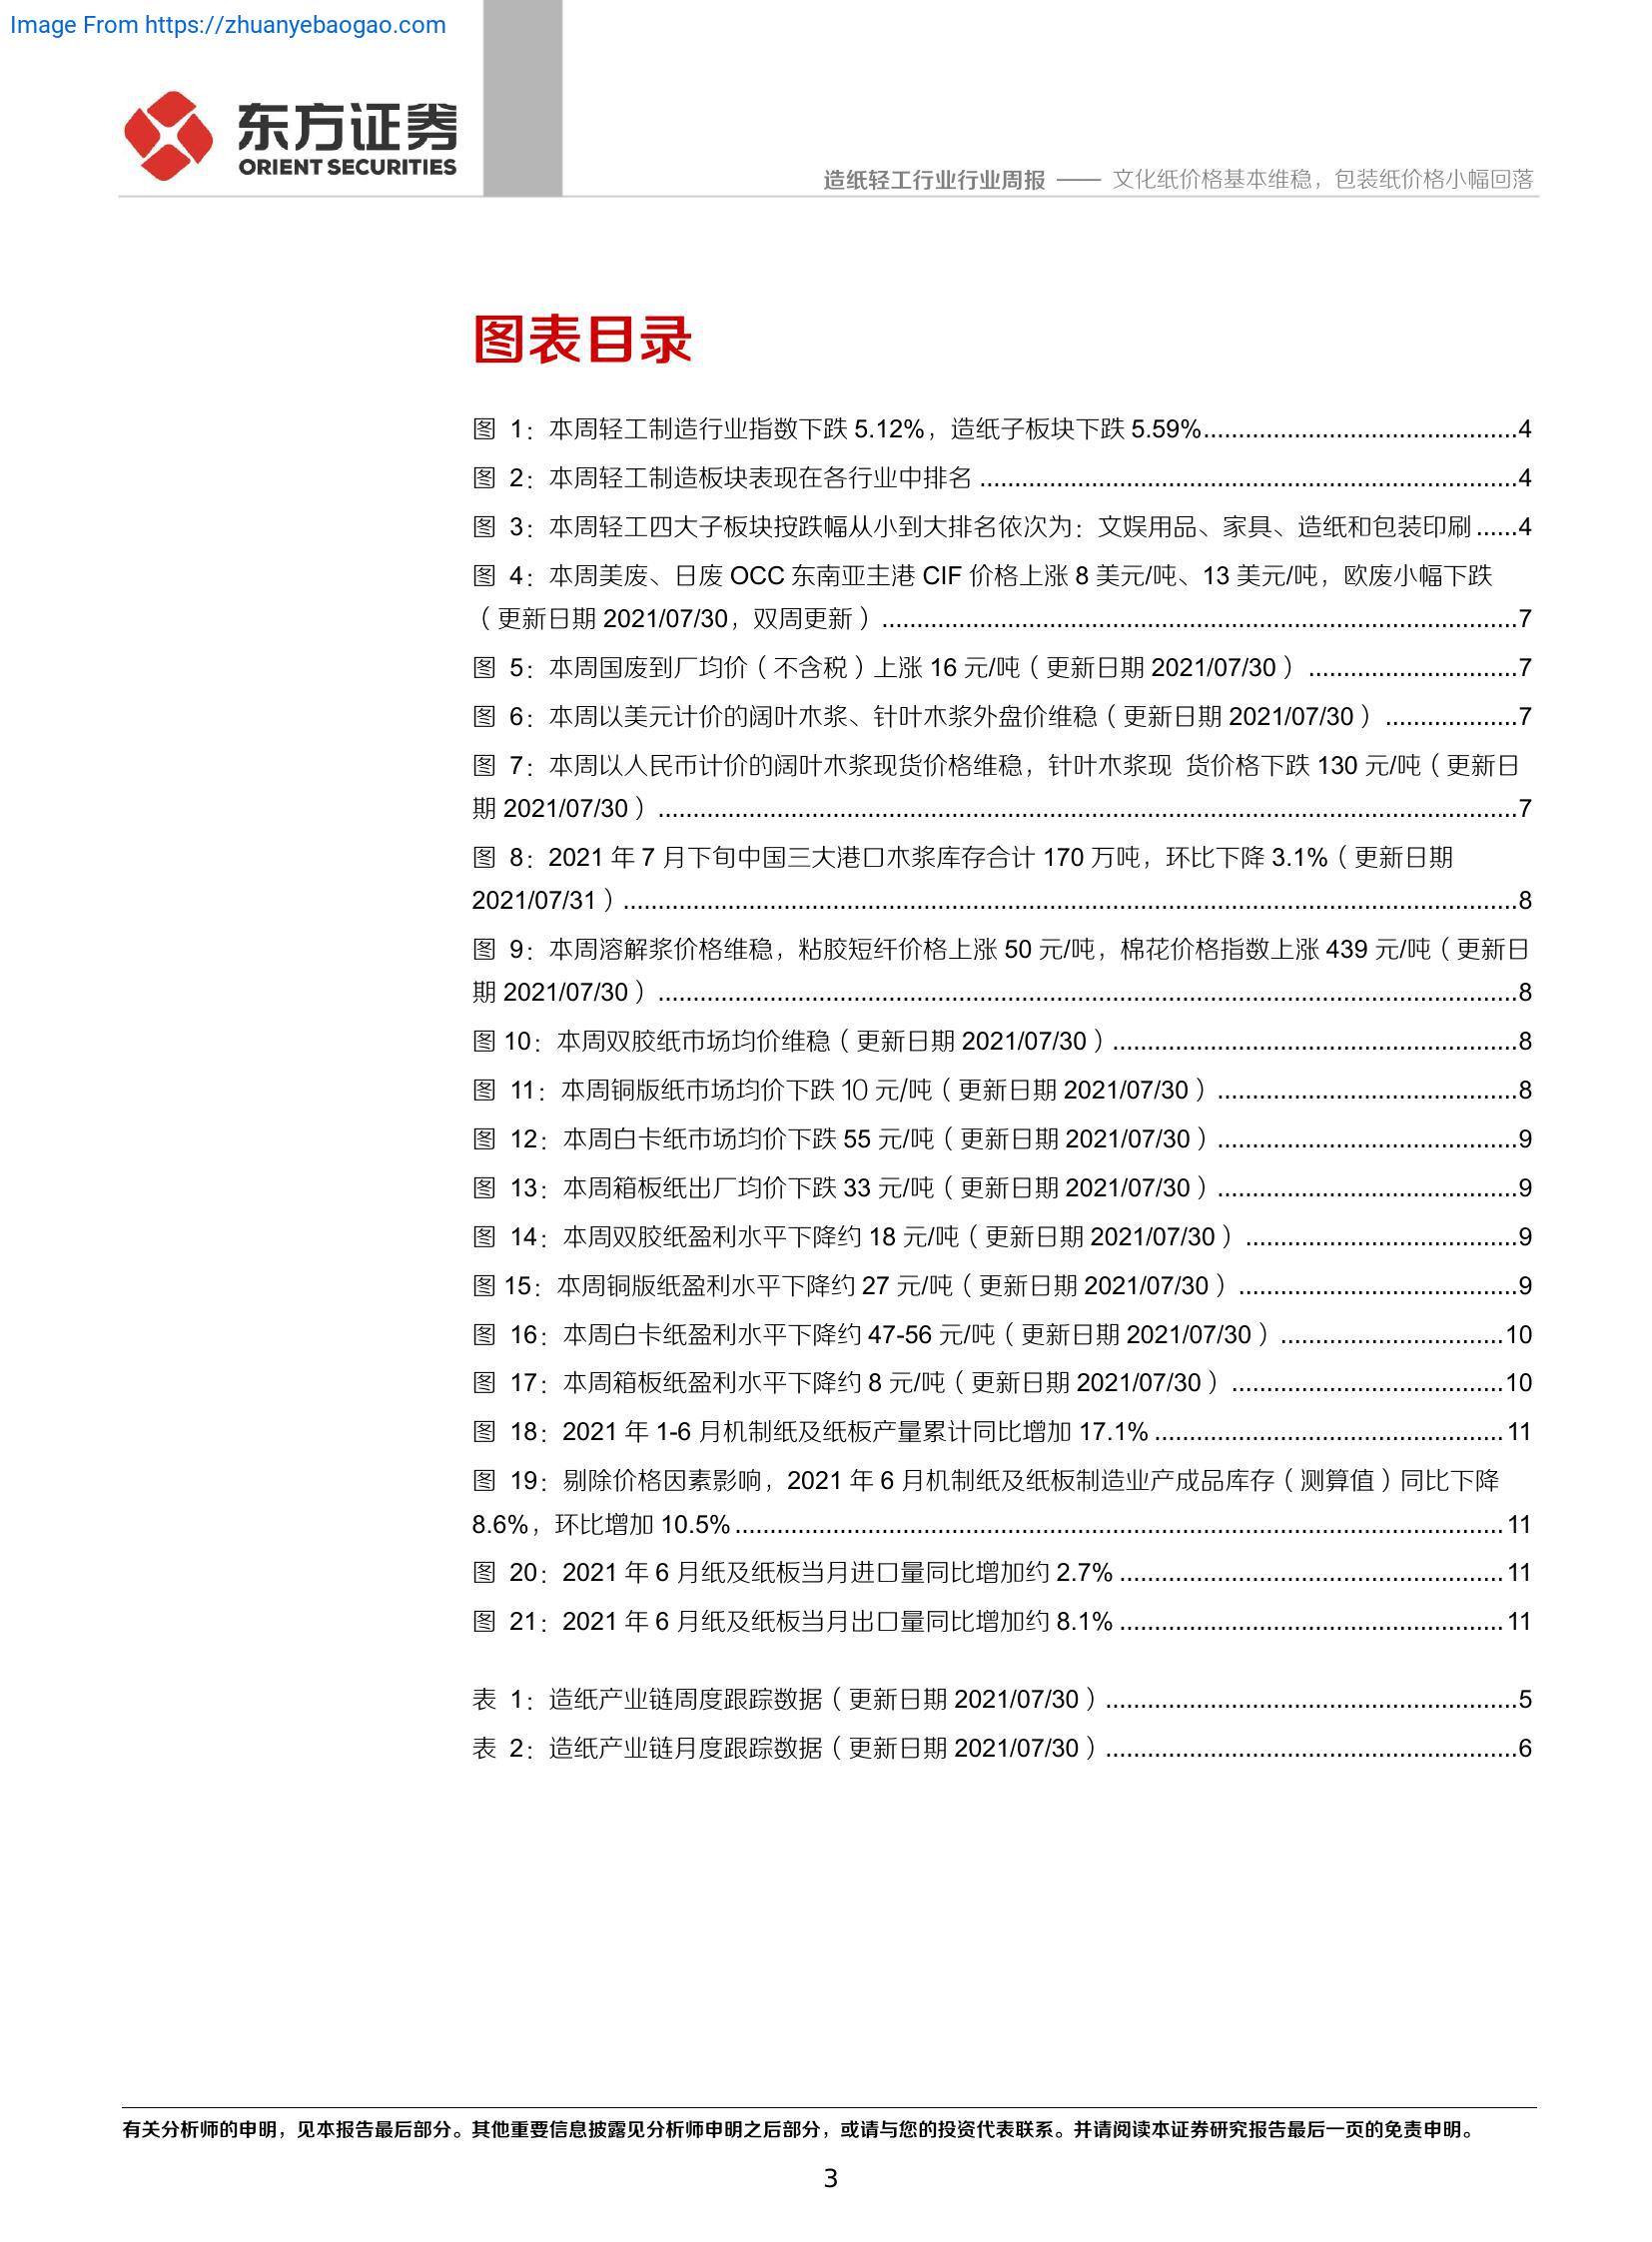 Image From https://zhuanyebaogao.com
东方证券
ORIENT SECURITIES
造纸轻工行业行业周报 —— 文化纸价格基本维稳，包装纸价格小幅回落
图表目录
图 1：本周轻工制造行业指数下跌 5.12%，造纸子板块下跌 5.59%.............................................4
图 2：本周轻工制造板块表现在各行业中排名 .............................................................................4
图 3：本周轻工四大子板块按跌幅从小到大排名依次为：文娱用品、家具、造纸和包装印刷 ......4
图 4：本周美废、日废 OCC 东南亚主港 CIF 价格上涨 8 美元/吨、13 美元/吨，欧废小幅下跌
（更新日期 2021/07/30，双周更新）...........................................................................................7
图 5：本周国废到厂均价（不含税）上涨 16 元/吨（更新日期 2021/07/30） ..............................7
图 6：本周以美元计价的阔叶木浆、针叶木浆外盘价维稳（更新日期 2021/07/30） ...................7
图 7：本周以人民币计价的阔叶木浆现货价格维稳，针叶木浆现 货价格下跌 130 元/吨（更新日
期 2021/07/30）...........................................................................................................................7
图 8：2021 年 7 月下旬中国三大港口木浆库存合计 170 万吨，环比下降 3.1%（更新日期
2021/07/31）................................................................................................................................8
图 9：本周溶解浆价格维稳，粘胶短纤价格上涨 50 元/吨，棉花价格指数上涨 439 元/吨（更新日
期 2021/07/30）...........................................................................................................................8
图 10：本周双胶纸市场均价维稳（更新日期 2021/07/30）..........................................................8
图 11：本周铜版纸市场均价下跌 10 元/吨（更新日期 2021/07/30）...........................................8
图 12：本周白卡纸市场均价下跌 55 元/吨（更新日期 2021/07/30）...........................................9
图 13：本周箱板纸出厂均价下跌 33 元/吨（更新日期 2021/07/30）...........................................9
图 14：本周双胶纸盈利水平下降约 18 元/吨（更新日期 2021/07/30） .......................................9
图 15：本周铜版纸盈利水平下降约 27 元/吨（更新日期 2021/07/30）........................................9
图 16：本周白卡纸盈利水平下降约 47-56 元/吨（更新日期 2021/07/30）................................10
图 17：本周箱板纸盈利水平下降约 8 元/吨（更新日期 2021/07/30） .......................................10
图 18：2021 年 1-6 月机制纸及纸板产量累计同比增加 17.1%..................................................11
图 19：剔除价格因素影响，2021 年 6 月机制纸及纸板制造业产成品库存（测算值）同比下降
8.6%，环比增加 10.5%..............................................................................................................11
图 20：2021 年 6 月纸及纸板当月进口量同比增加约 2.7% .......................................................11
图 21：2021 年 6 月纸及纸板当月出口量同比增加约 8.1% .......................................................11
表 1：造纸产业链周度跟踪数据（更新日期 2021/07/30）...........................................................5
表 2：造纸产业链月度跟踪数据（更新日期 2021/07/30）...........................................................6
有关分析师的申明，见本报告最后部分。其他重要信息披露见分析师申明之后部分，或请与您的投资代表联系。并请阅读本证券研究报告最后一页的免责申明。
3